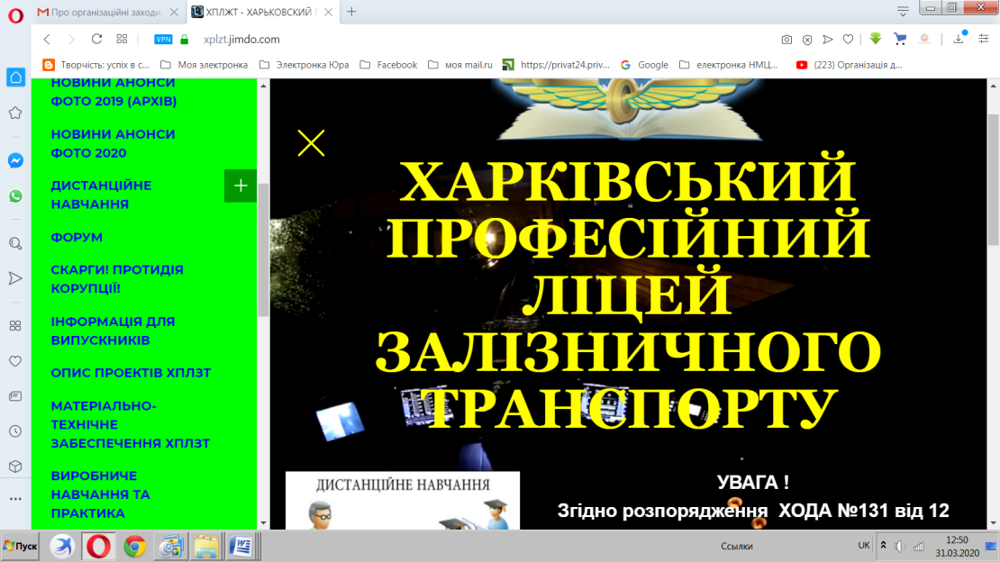 Про організаційні заходи.
ХПЛЖТ - ХАРЬКОВСКИЙ П
VPN
xplzt.jimdo.com
Творчість: успіх в с...
Моя электронка
Электронка Юра
Facebook
моя mail.ru
https://privat24.priv...
Google
електронка НМЦ...
(223) Організація д...
НОВИНИ АНОНСИ
ФОТО 2019 (АРХІВ)
НОВИНИ АНОНСИ
ФОТО 2020
ДИСТАНЦІЙНЕ
НАВЧАННЯ
ФОРУМ
СКАРГИ! ПРОТИДІЯ
КОРУПЦІЇ!
ІНФОРМАЦІЯ ДЛЯ
ВИПУСКНИКІВ
ОПИС ПРОЕКТІВ ХПЛЗТ
МАТЕРІАЛЬНО-
ТЕХНІЧНЕ
ЗАБЕСПЕЧЕННЯ ХПЛЗТ
ВИРОБНИЧЕ
НАВЧАННЯ ТА
ПРАКТИКА
ХАРКІВСЬКИЙ
ПРОФЕСІЙНИЙ
ЛІЦЕЙ
ЗАЛІЗНИЧНОГО
ТРАНСПОРТУ
ДИСТАНЦІЙНЕ НАВЧАННЯ
УВАГА !
Згідно розпорядження ХОДА №131 від 12
Пуск
Ссылки
UK
12:50
31.03.2020